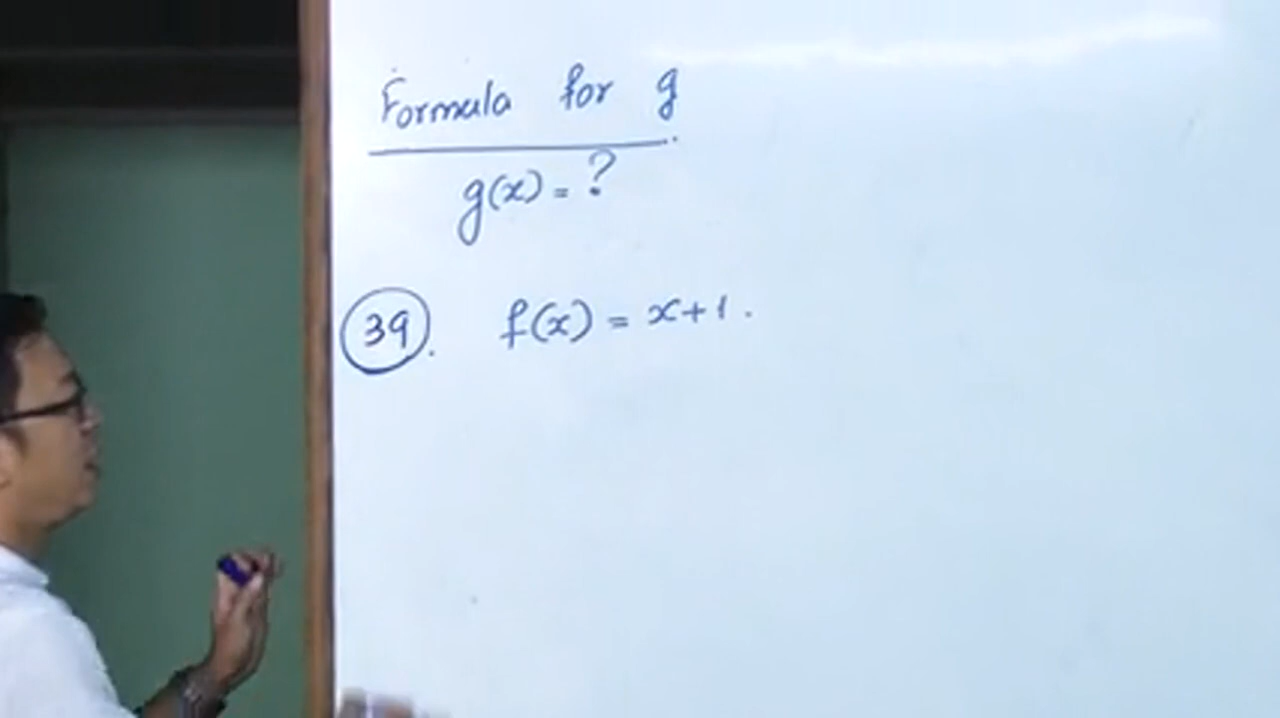 Formula for g
g(x) = ?
39. f(x) = x+1.